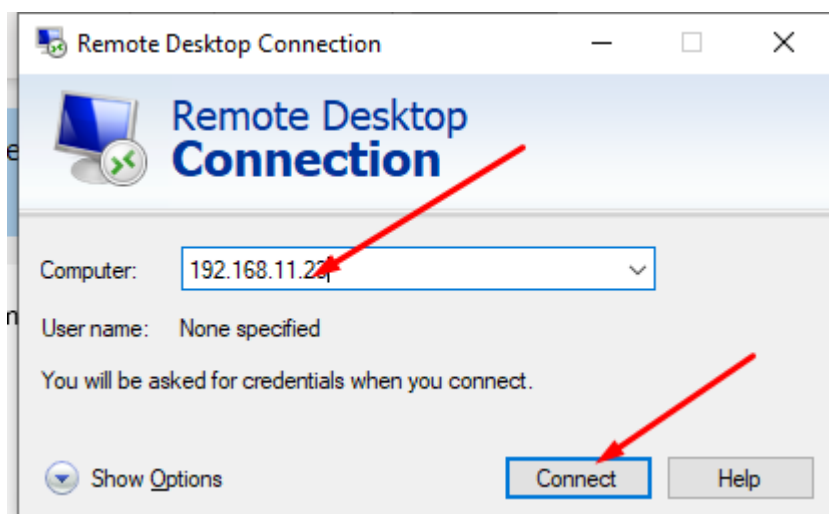 Remote Desktop Connection
Remote Desktop
Connection
Computer: 192.168.11.23
User name: None specified
You will be asked for credentials when you connect.
Show Options Connect Help